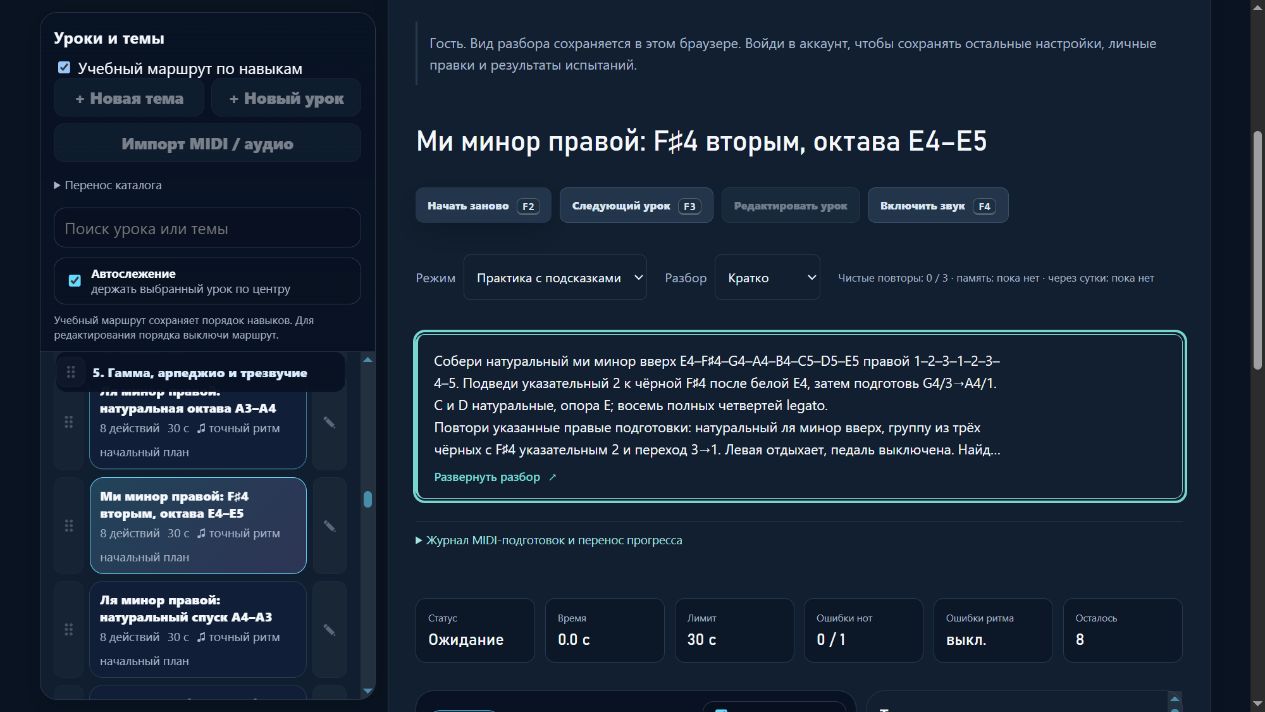 Уроки и темы
Учебный маршрут по навыкам
+ Новая тема
+ Новый урок
Импорт MIDI / аудио
Перенос каталога
Поиск урока или темы
Автослежение
держать выбранный урок по центру
Учебный маршрут сохраняет порядок навыков. Для
редактирования порядка выключи маршрут.
5. Гамма, арпеджио и трезвучие
Ля минор правой:
натуральная октава A3–A4
8 действий 30 с ♫ точный ритм
начальный план
Ми минор правой: F♯4
вторым, октава E4–E5
8 действий 30 с ♫ точный ритм
начальный план
Ля минор правой:
натуральный спуск A4–A3
8 действий 30 с ♫ точный ритм
начальный план
Гость. Вид разбора сохраняется в этом браузере. Войди в аккаунт, чтобы сохранять остальные настройки, личные
правки и результаты испытаний.
Ми минор правой: F♯4 вторым, октава E4–E5
Начать заново F2
Следующий урок F3
Редактировать урок
Включить звук F4
Режим Практика с подсказками
Разбор Кратко
Чистые повторы: 0 / 3 · память: пока нет · через сутки: пока нет
Собери натуральный ми минор вверх E4–F♯4–G4–A4–B4–C5–D5–E5 правой 1–2–3–1–2–3–
4–5. Подведи указательный 2 к чёрной F♯4 после белой E4, затем подготовь G4/3→A4/1.
C и D натуральные, опора E; восемь полных четвертей legato.
Повтори указанные правые подготовки: натуральный ля минор вверх, группу из трёх
чёрных с F♯4 указательным 2 и переход 3→1. Левая отдыхает, педаль выключена. Найд...
Развернуть разбор ↗
Журнал MIDI-подготовок и перенос прогресса
Статус
Ожидание
Время
0.0 с
Лимит
30 с
Ошибки нот
0 / 1
Ошибки ритма
выкл.
Осталось
8